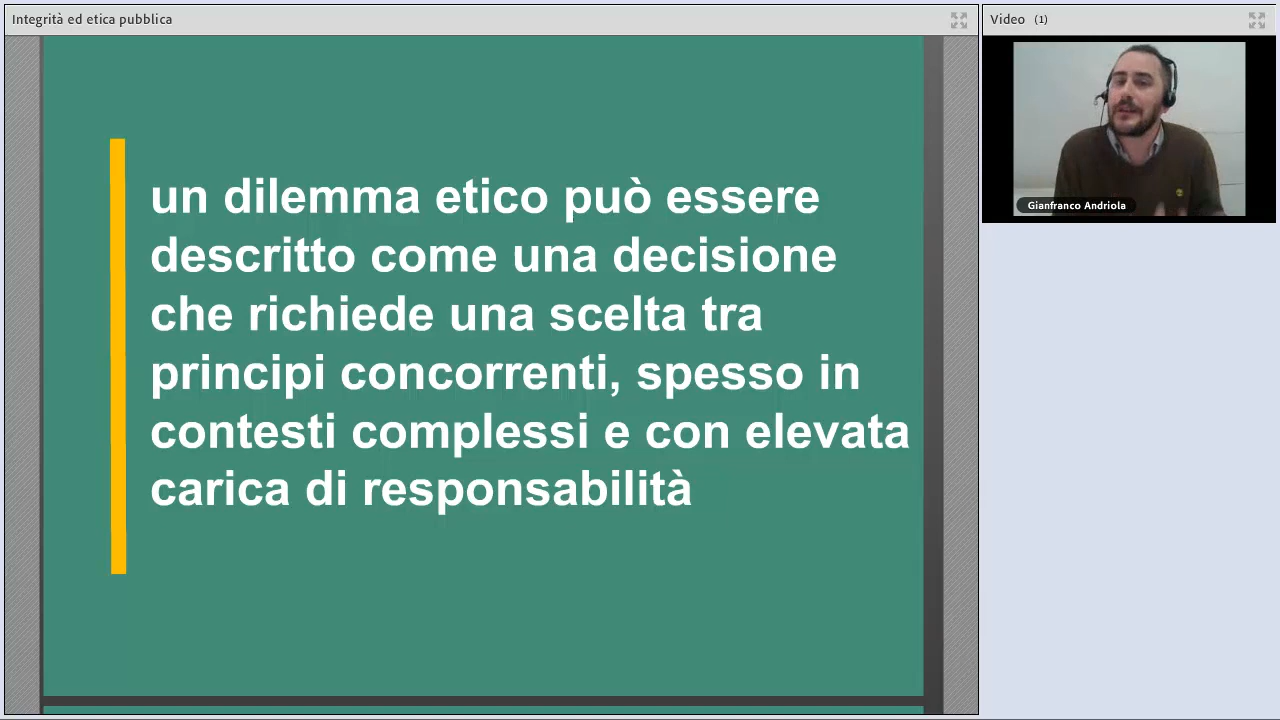 Integrità ed etica pubblica
Video (1)
un dilemma etico può essere
descritto come una decisione
che richiede una scelta tra
principi concorrenti, spesso in
contesti complessi e con elevata
carica di responsabilità
Gianfranco Andriola